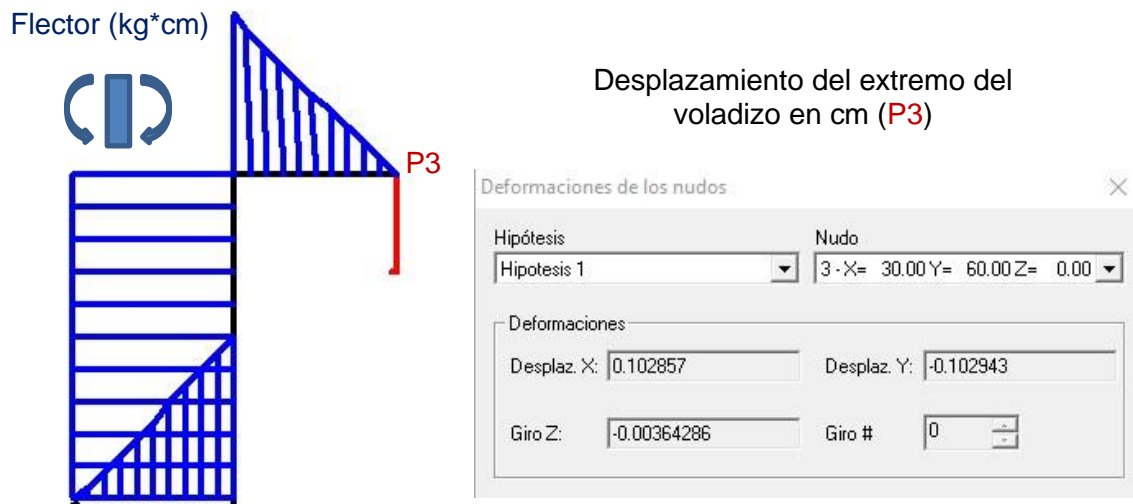 Flector (kg*cm)
P3
Desplazamiento del extremo del
voladizo en cm (P3)
Deformaciones de los nudos
Hipótesis
Nudo
Hipotesis 1
3 - X= 30.00 Y= 60.00 Z= 0.00
Deformaciones
Desplaz. X: 0.102857
Desplaz. Y: -0.102943
Giro Z: -0.00364286
Giro # 0